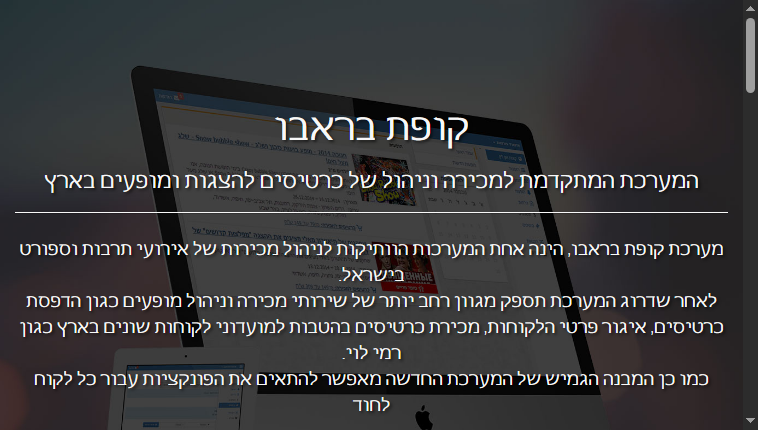 קופת בראבו
המערכת המתקדמת למכירה וניהול של כרטיסים להצגות ומופעים בארץ
מערכת קופת בראבו, הינה אחת המערכות הוותיקות לניהול מכירות של אירועי תרבות וספורט
בישראל.
לאחר שדרוג המערכת תספק מגוון רחב יותר של שירותי מכירה וניהול מופעים כגון הדפסת
כרטיסים, איגור פרטי הלקוחות, מכירת כרטיסים בהטבות למועדוני לקוחות שונים בארץ כגון
רמי לוי.
כמו כן המבנה הגמיש של המערכת החדשה מאפשר להתאים את הפונקציות עבור כל לקוח
לחוד